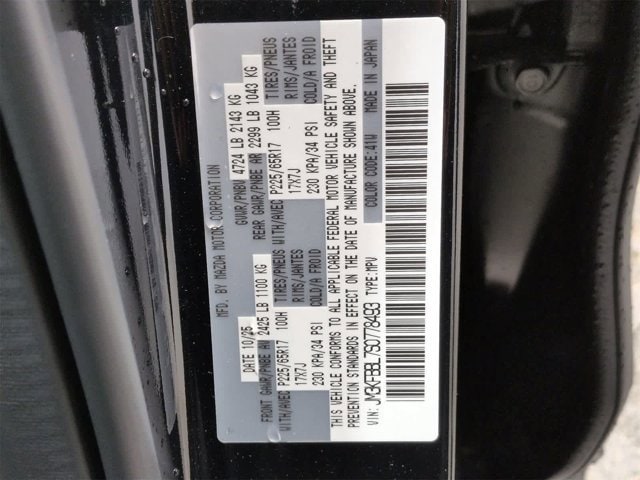 MFD. BY MAZDA MOTOR CORPORATION
DATE 10/25 GVWR/PNBV 4724 LB 2143 KG
FRONT GAWR/PNBE AV 2425 LB 1100 KG REAR GAWR/PNBE AR 2299 LB 1043 KG
WITH/AVEC P225/65R17 100H TIRES/PNEUS WITH/AVEC P225/65R17 100H TIRES/PNEUS
17X7J RIMS/JANTES 17X7J RIMS/JANTES
230 KPA/34 PSI COLD/A FROID 230 KPA/34 PSI COLD/A FROID
THIS VEHICLE CONFORMS TO ALL APPLICABLE FEDERAL MOTOR VEHICLE SAFETY AND THEFT
PREVENTION STANDARDS IN EFFECT ON THE DATE OF MANUFACTURE SHOWN ABOVE.
VIN: JM3KFBBL7S0778493 TYPE:MPV COLOR CODE:41W MADE IN JAPAN